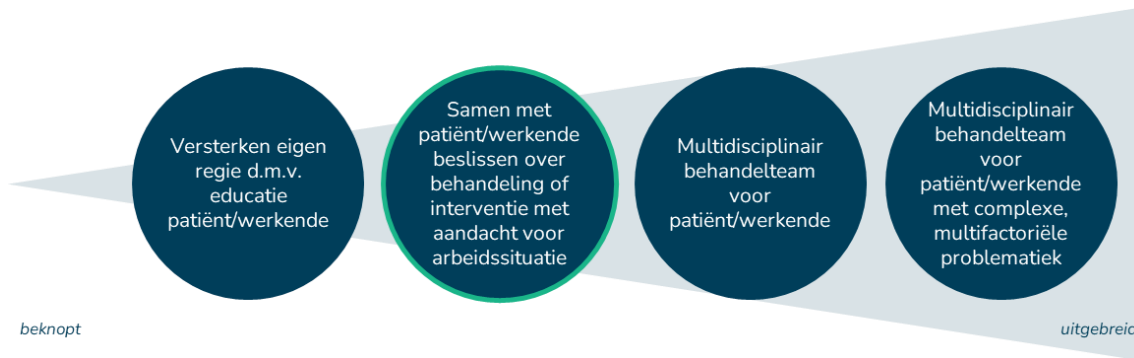 Versterken eigen
regie d.m.v.
educatie
patiënt/werkende
Samen met
patiënt/werkende
beslissen over
behandeling of
interventie met
aandacht voor
arbeidssituatie
Multidisciplinair
behandelteam
voor
patiënt/werkende
Multidisciplinair
behandelteam
voor
patiënt/werkende
met complexe,
multifactoriële
problematiek
beknopt
uitgebreid